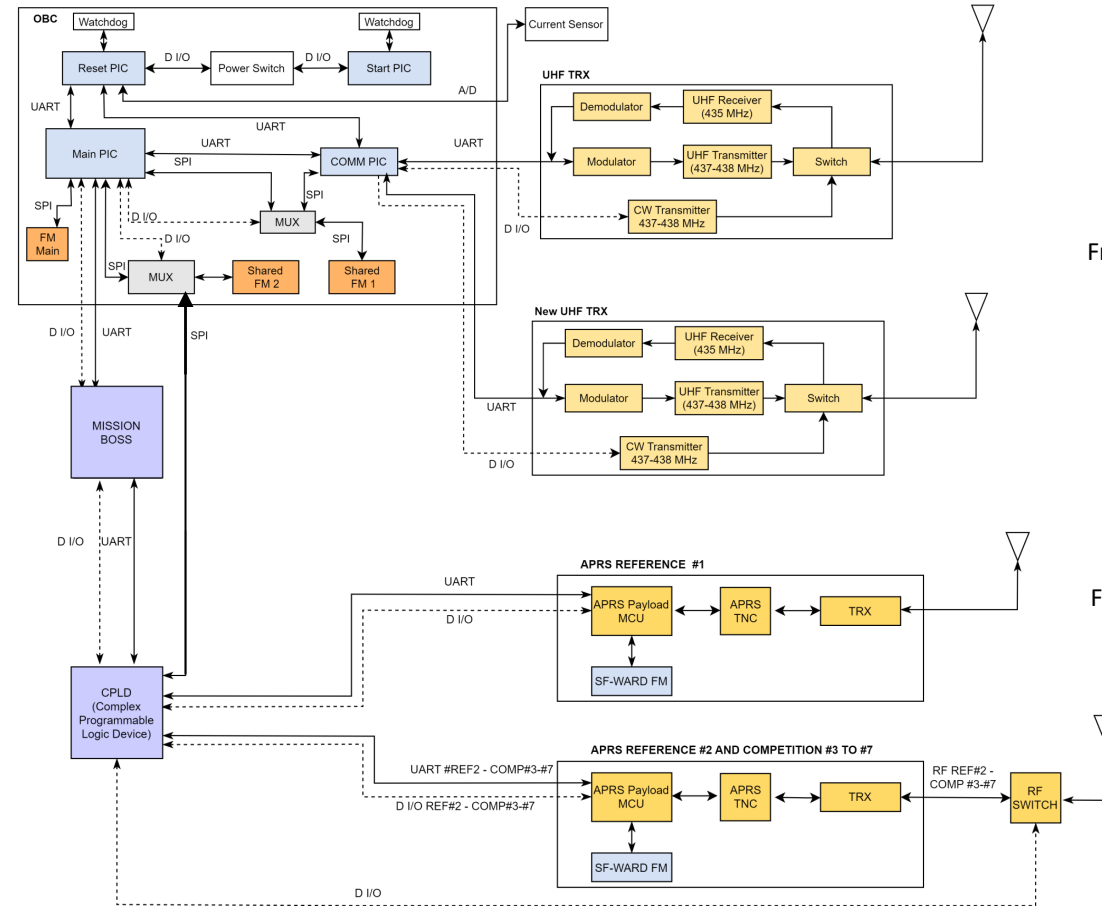 OBC
Watchdog
Watchdog
Current Sensor
D I/O
D I/O
Reset PIC
Power Switch
Start PIC
A/D
UART
UART
UART
Main PIC
SPI
COMM PIC
UART
SPI
SPI
D I/O
MUX
FM
Main
D I/O
SPI
SPI
MUX
Shared
FM 2
Shared
FM 1
UHF TRX
Demodulator
UHF Receiver
(435 MHz)
Modulator
UHF Transmitter
(437-438 MHz)
Switch
CW Transmitter
437-438 MHz
D I/O
Fr
New UHF TRX
Demodulator
UHF Receiver
(435 MHz)
Modulator
UHF Transmitter
(437-438 MHz)
Switch
UART
CW Transmitter
437-438 MHz
D I/O
D I/O
UART
SPI
MISSION
BOSS
D I/O
UART
CPLD
(Complex
Programmable
Logic Device)
APRS REFERENCE #1
UART
D I/O
APRS Payload
MCU
APRS
TNC
TRX
SF-WARD FM
F
APRS REFERENCE #2 AND COMPETITION #3 TO #7
UART #REF2 - COMP#3-#7
D I/O REF#2 - COMP#3-#7
APRS Payload
MCU
APRS
TNC
TRX
RF REF#2 -
COMP #3-#7
RF
SWITCH
SF-WARD FM
D I/O